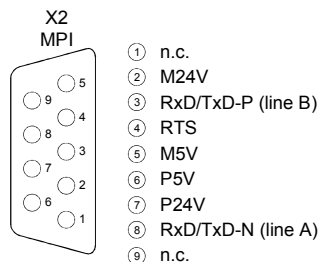 X2
MPI
5
9
4
8
3
7
2
6
1
1 n.c.
2 M24V
3 RxD/TxD-P (line B)
4 RTS
5 M5V
6 P5V
7 P24V
8 RxD/TxD-N (line A)
9 n.c.